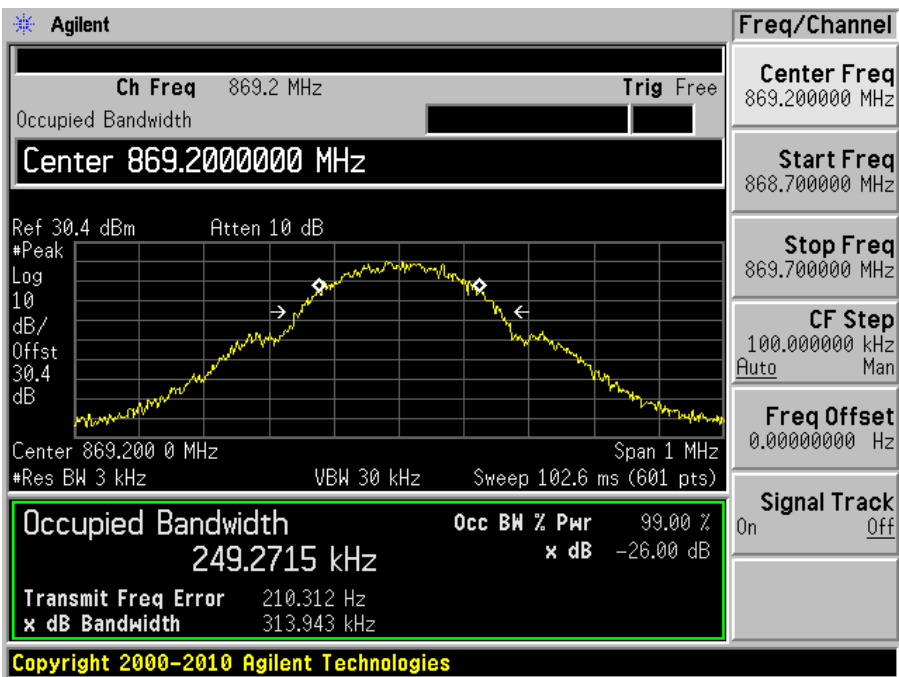 Agilent
Freq/Channel
Ch Freq 869.2 MHz Trig Free
Occupied Bandwidth
Center 869.2000000 MHz
Ref 30.4 dBm Atten 10 dB
#Peak
Log
10
dB/
Offst
30.4
dB
Center 869.200 0 MHz Span 1 MHz
#Res BW 3 kHz VBW 30 kHz Sweep 102.6 ms (601 pts)
Occupied Bandwidth Occ BW % Pwr 99.00 %
249.2715 kHz x dB -26.00 dB
Transmit Freq Error 210.312 Hz
x dB Bandwidth 313.943 kHz
Center Freq
869.200000 MHz
Start Freq
868.700000 MHz
Stop Freq
869.700000 MHz
CF Step
100.000000 kHz
Auto Man
Freq Offset
0.00000000 Hz
Signal Track
On Off
Copyright 2000-2010 Agilent Technologies